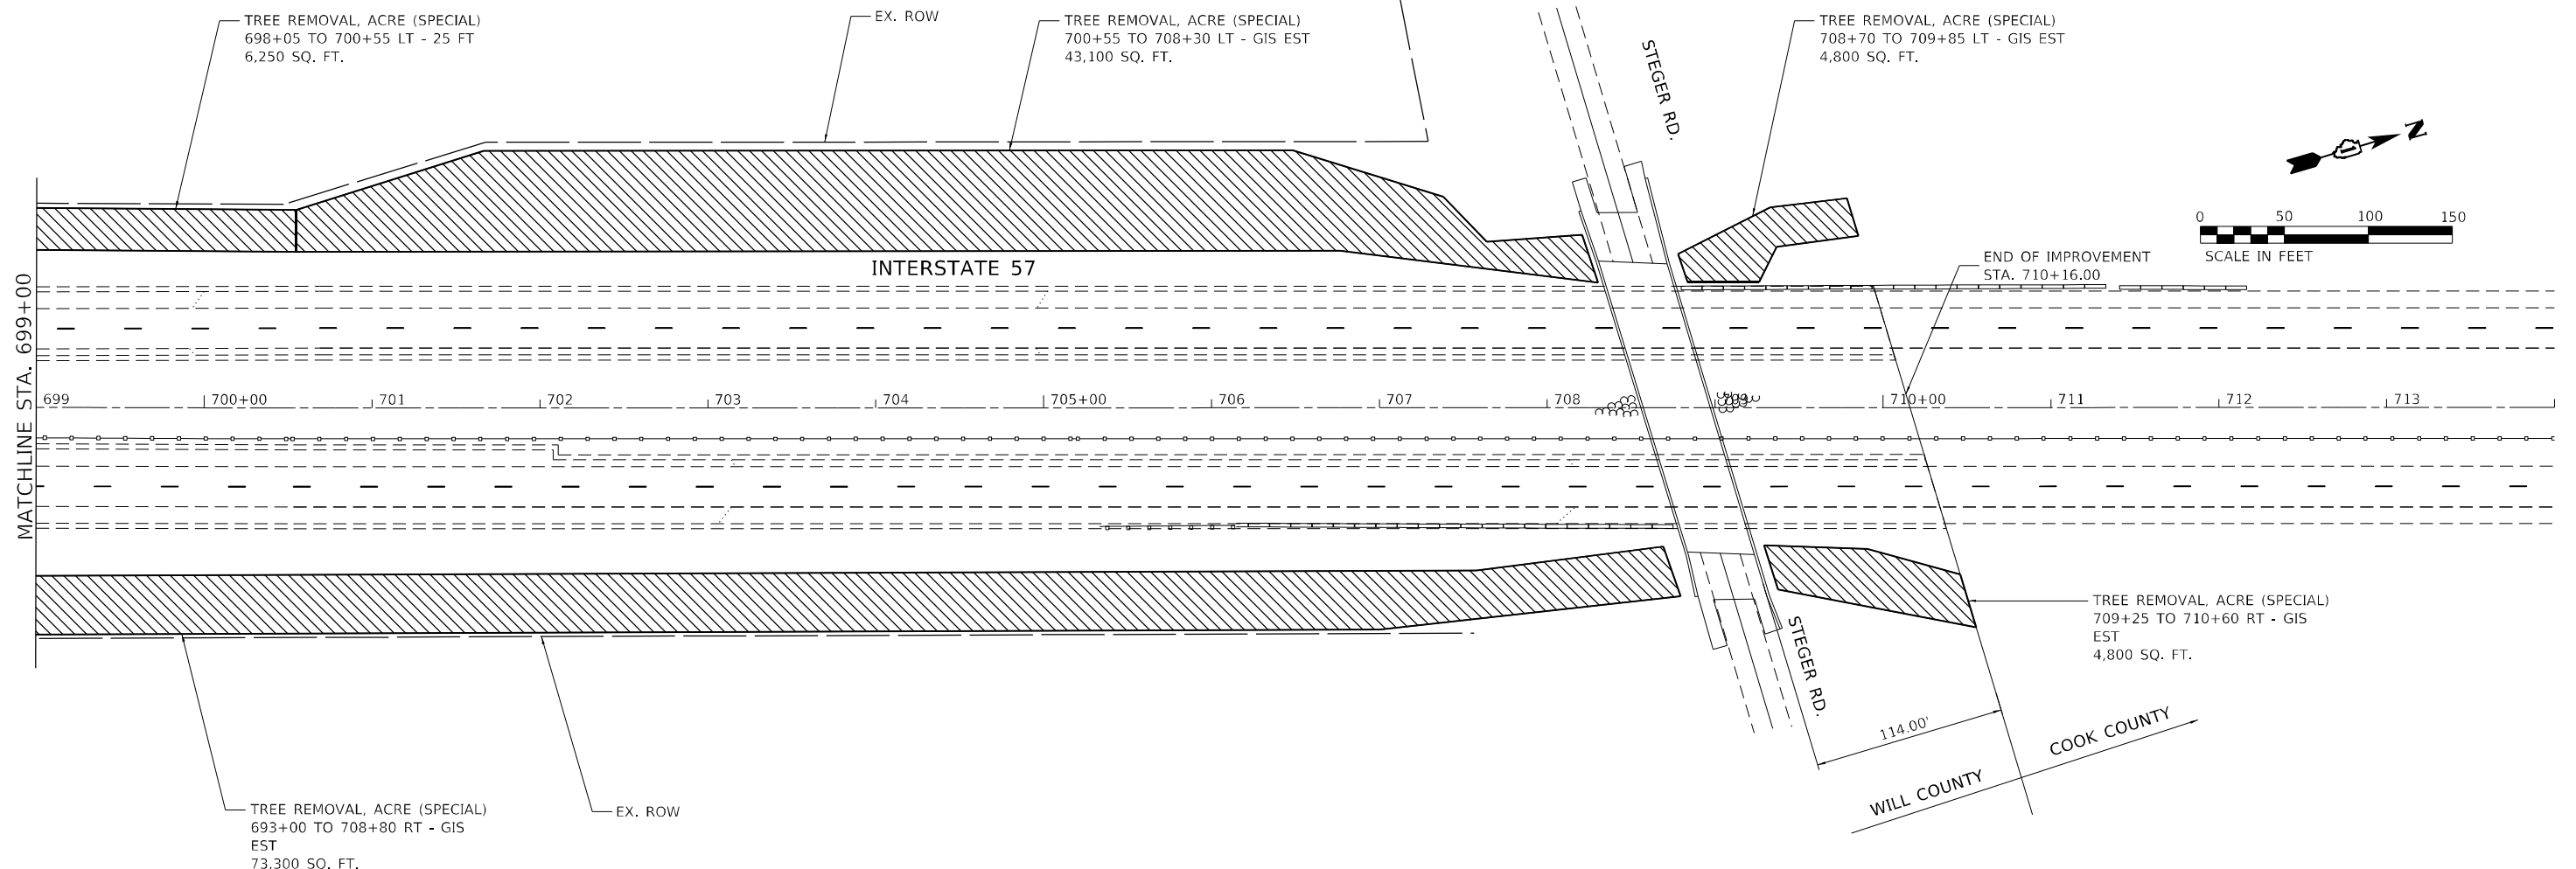 TREE REMOVAL, ACRE (SPECIAL)
698+05 TO 700+55 LT - 25 FT
6,250 SQ. FT.
EX. ROW
TREE REMOVAL, ACRE (SPECIAL)
700+55 TO 708+30 LT - GIS EST
43,100 SQ. FT.
STEGER RD.
TREE REMOVAL, ACRE (SPECIAL)
708+70 TO 709+85 LT - GIS EST
4,800 SQ. FT.
N
0 50 100 150
SCALE IN FEET
END OF IMPROVEMENT
STA. 710+16.00
INTERSTATE 57
MATCHLINE STA. 699+00
699 700+00 701 702 703 704 705+00 706 707 708 709 710+00 711 712 713
TREE REMOVAL, ACRE (SPECIAL)
709+25 TO 710+60 RT - GIS
EST
4,800 SQ. FT.
STEGER RD.
114.00'
WILL COUNTY
COOK COUNTY
TREE REMOVAL, ACRE (SPECIAL)
693+00 TO 708+80 RT - GIS
EST
73,300 SQ. FT.
EX. ROW